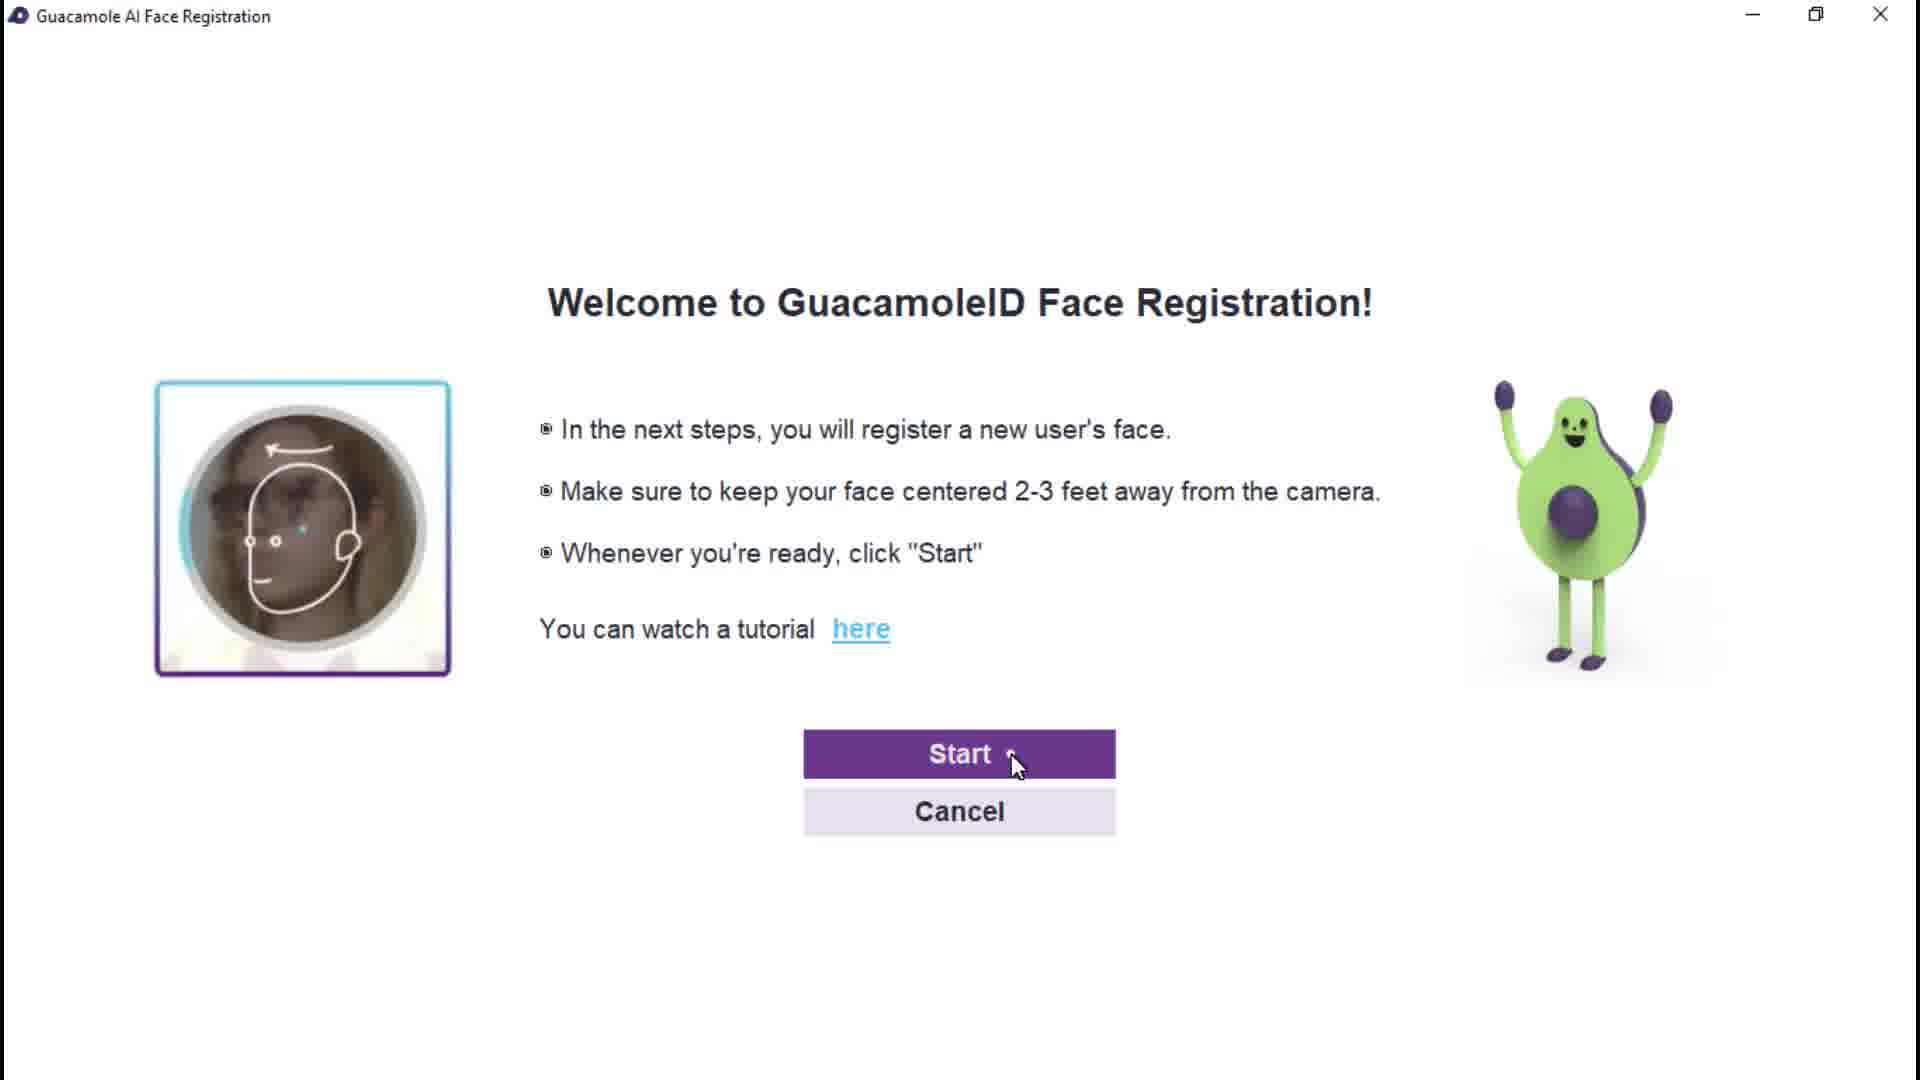 Guacamole AI Face Registration
Welcome to GuacamoleID Face Registration!
In the next steps, you will register a new user's face.
Make sure to keep your face centered 2-3 feet away from the camera.
Whenever you're ready, click "Start"
You can watch a tutorial here
Start
Cancel